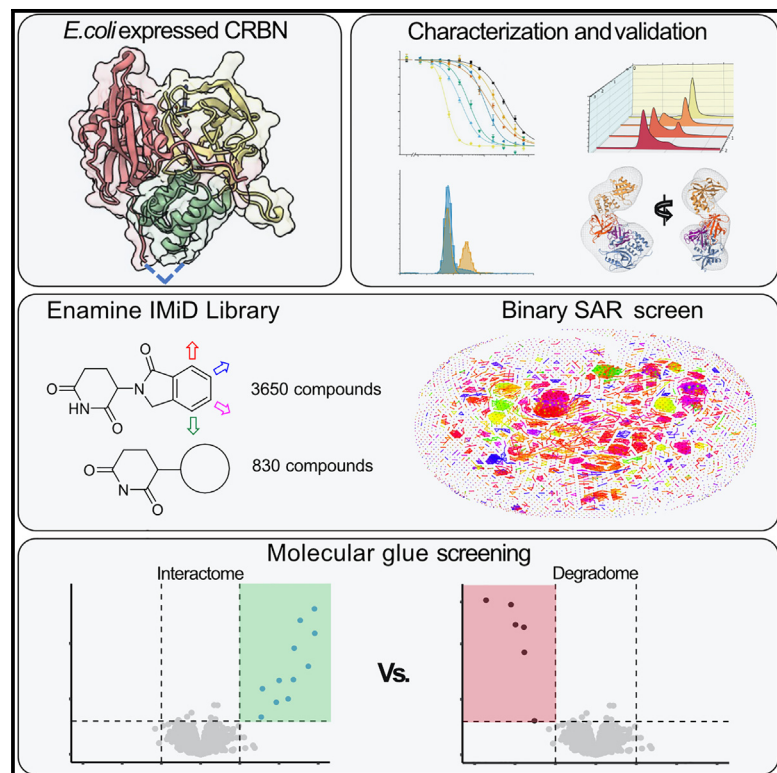 E.coli expressed CRBN
Characterization and validation
Enamine IMiD Library
Binary SAR screen
O
O
N
HN
O
3650 compounds
O
N
O
830 compounds
Molecular glue screening
Interactome
Degradome
Vs.